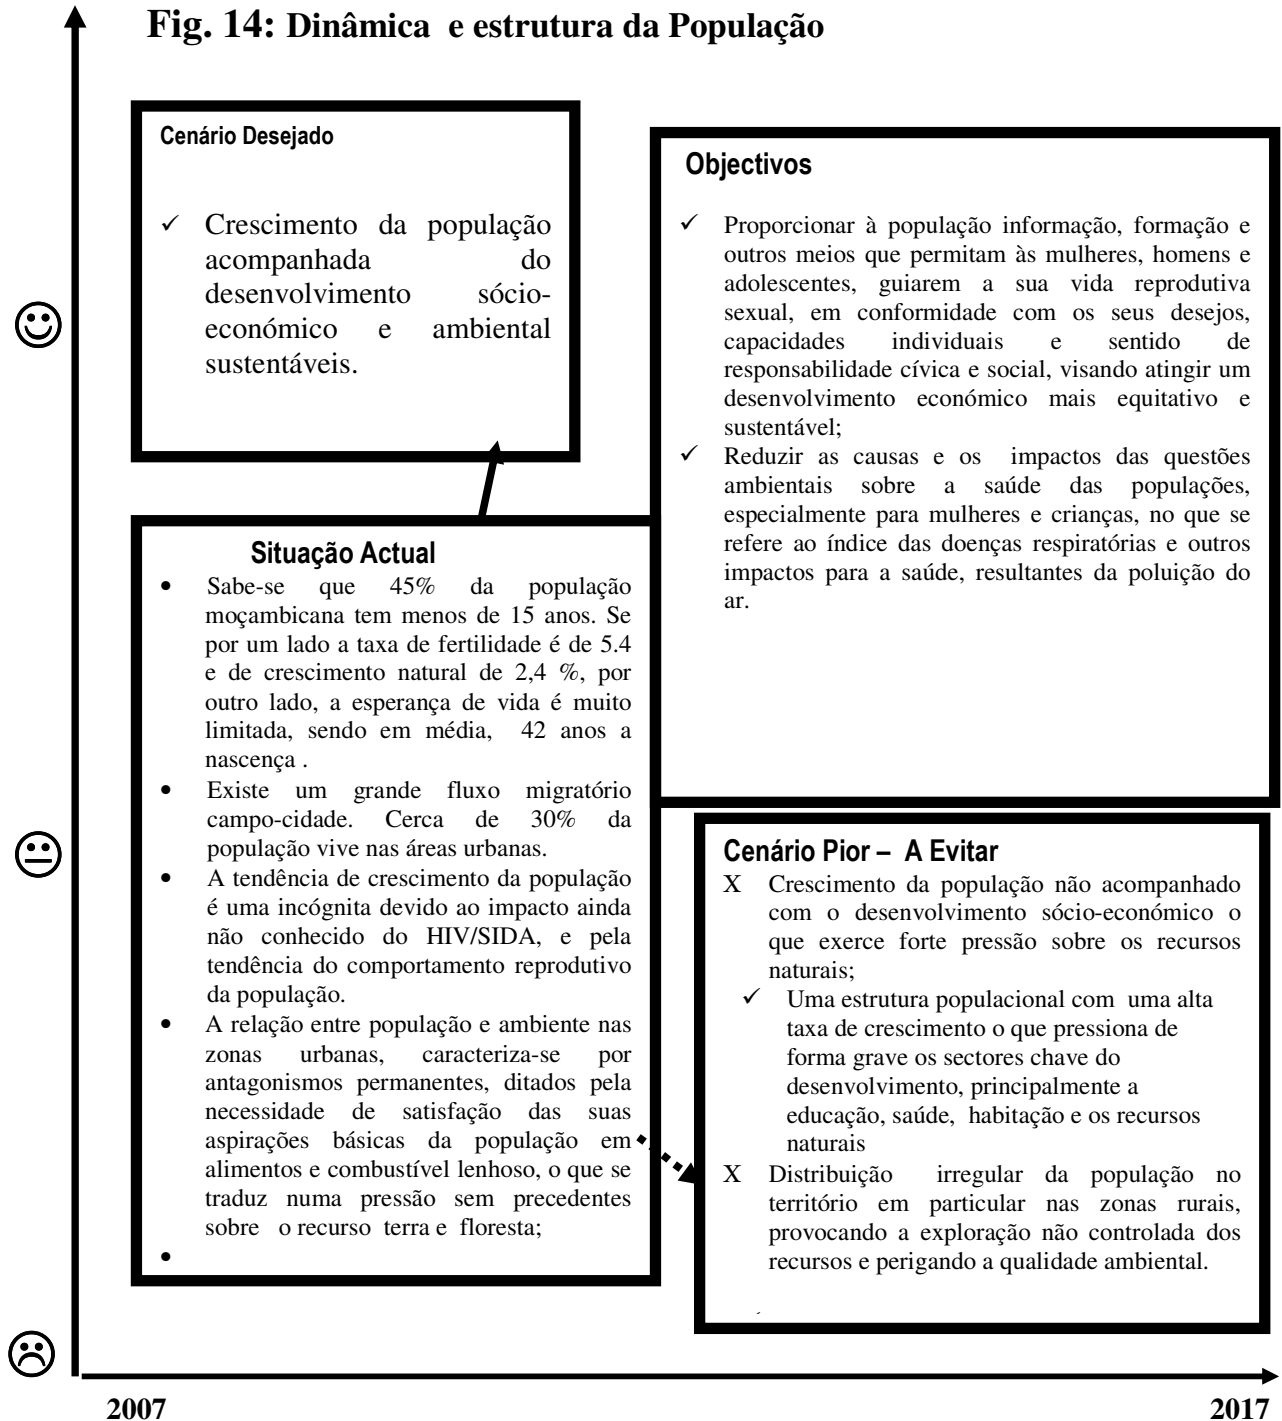 Fig. 14: Dinâmica e estrutura da População
Cenário Desejado
✓ Crescimento da população
acompanhada do
desenvolvimento sócio-
económico e ambiental
sustentáveis.
Objectivos
✓ Proporcionar à população informação, formação e
outros meios que permitam às mulheres, homens e
adolescentes, guiarem a sua vida reprodutiva
sexual, em conformidade com os seus desejos,
capacidades individuais e sentido de
responsabilidade cívica e social, visando atingir um
desenvolvimento económico mais equitativo e
sustentável;
✓ Reduzir as causas e os impactos das questões
ambientais sobre a saúde das populações,
especialmente para mulheres e crianças, no que se
refere ao índice das doenças respiratórias e outros
impactos para a saúde, resultantes da poluição do
ar.
Situação Actual
• Sabe-se que 45% da população
moçambicana tem menos de 15 anos. Se
por um lado a taxa de fertilidade é de 5.4
e de crescimento natural de 2,4 %, por
outro lado, a esperança de vida é muito
limitada, sendo em média, 42 anos a
nascença .
• Existe um grande fluxo migratório
campo-cidade. Cerca de 30% da
população vive nas áreas urbanas.
• A tendência de crescimento da população
é uma incógnita devido ao impacto ainda
não conhecido do HIV/SIDA, e pela
tendência do comportamento reprodutivo
da população.
• A relação entre população e ambiente nas
zonas urbanas, caracteriza-se por
antagonismos permanentes, ditados pela
necessidade de satisfação das suas
aspirações básicas da população em
alimentos e combustível lenhoso, o que se
traduz numa pressão sem precedentes
sobre o recurso terra e floresta;
•
Cenário Pior – A Evitar
X Crescimento da população não acompanhado
com o desenvolvimento sócio-económico o
que exerce forte pressão sobre os recursos
naturais;
✓ Uma estrutura populacional com uma alta
taxa de crescimento o que pressiona de
forma grave os sectores chave do
desenvolvimento, principalmente a
educação, saúde, habitação e os recursos
naturais
X Distribuição irregular da população no
território em particular nas zonas rurais,
provocando a exploração não controlada dos
recursos e perigando a qualidade ambiental.
2007
2017